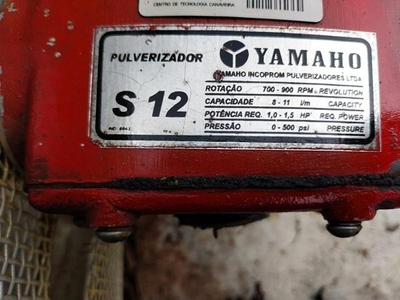 CENTRO DE TECNOLOGIA CANAVIEIRA
PULVERIZADOR YAMAHO
YAMAHO INCOPROM PULVERIZADORES LTDA
S 12
ROTAÇÃO 700 - 900 RPM - REVOLUTION
CAPACIDADE 8 - 11 l/m CAPACITY
POTÊNCIA REQ. 1,0 - 1,5 HP REQ. POWER
PRESSÃO 0 - 500 psi PRESSURE